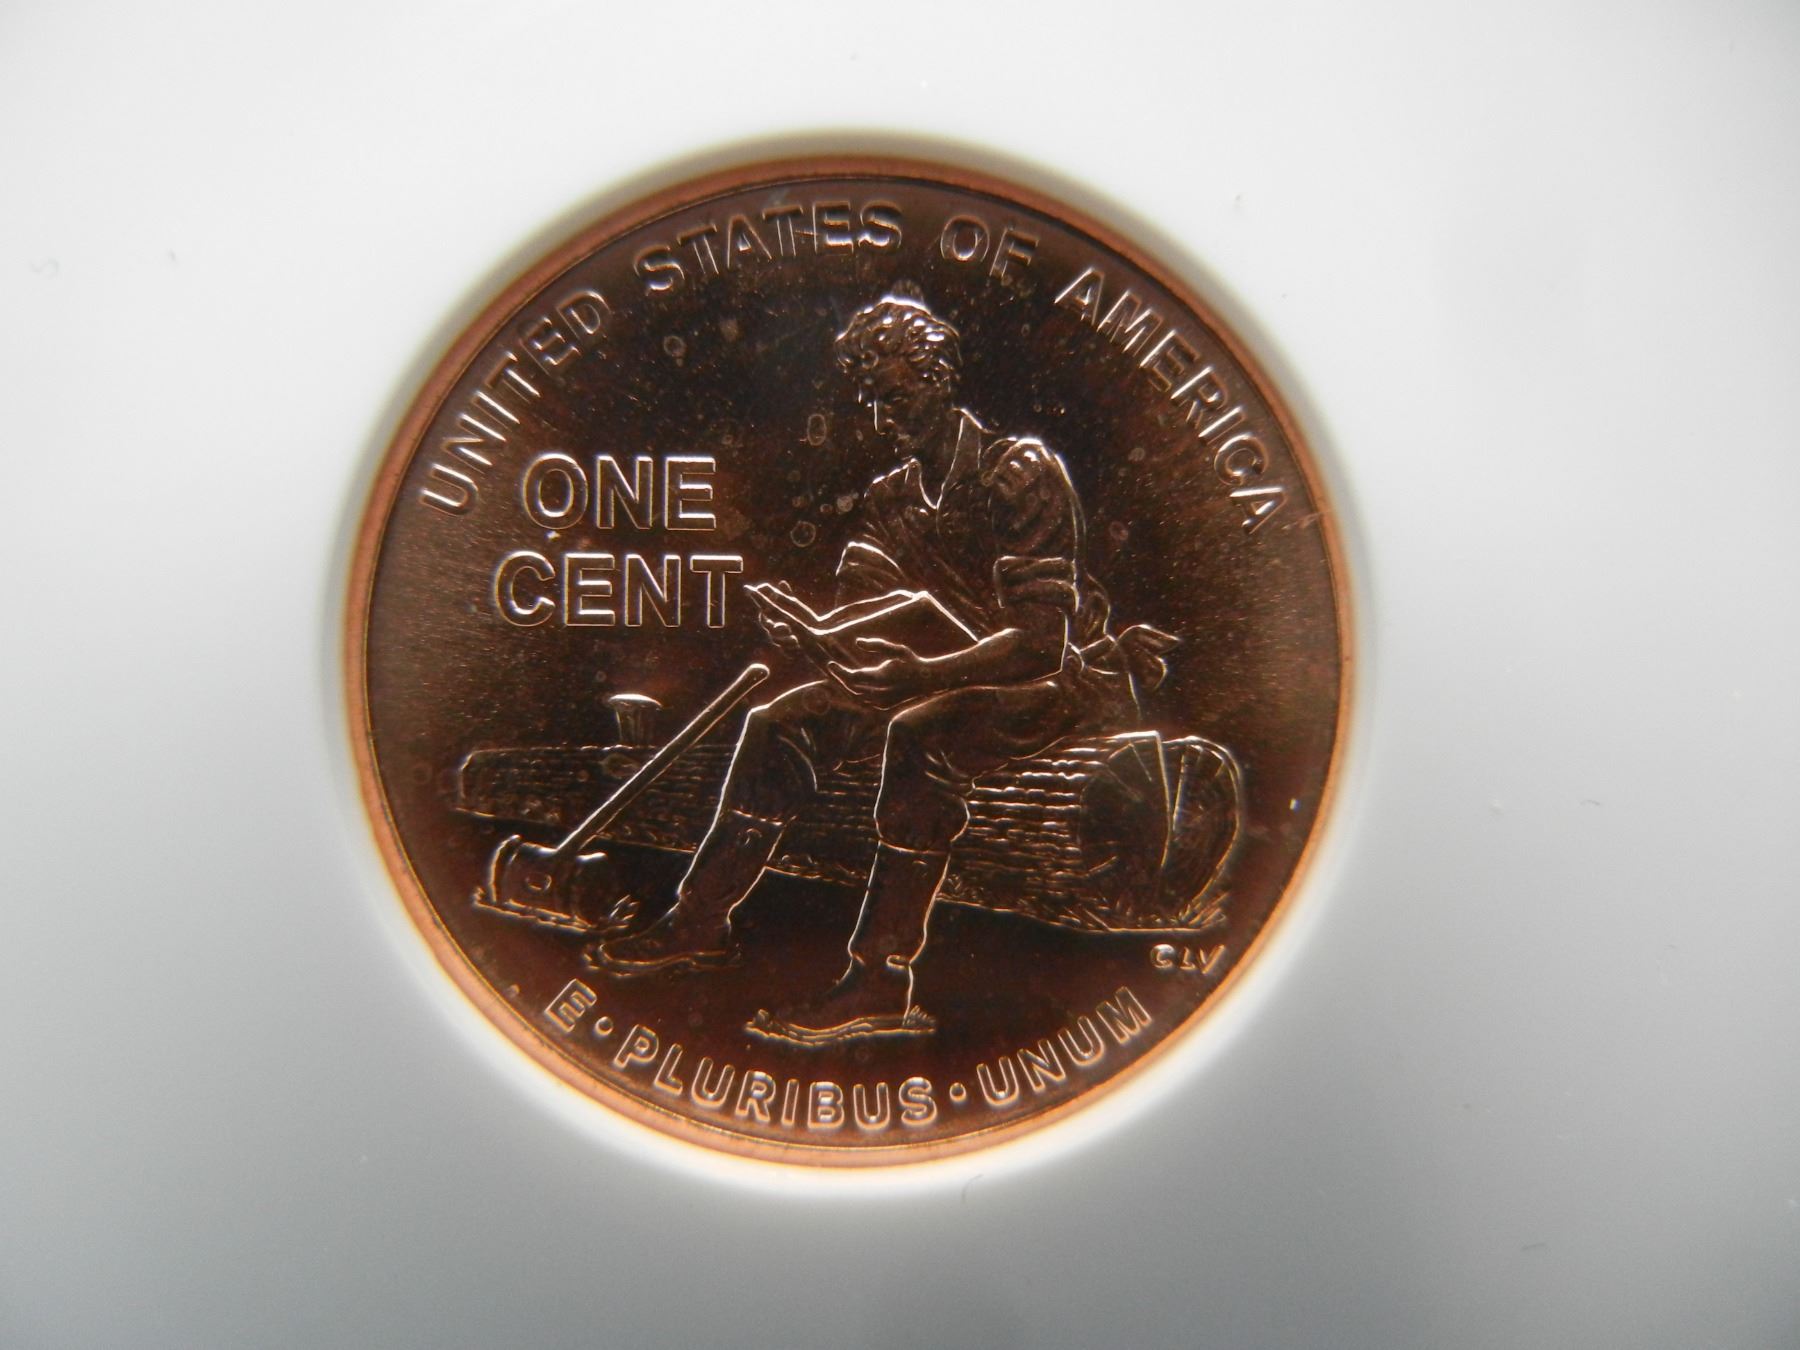 UNITED STATES OF AMERICA
ONE
CENT
CLV
E·PLURIBUS·UNUM